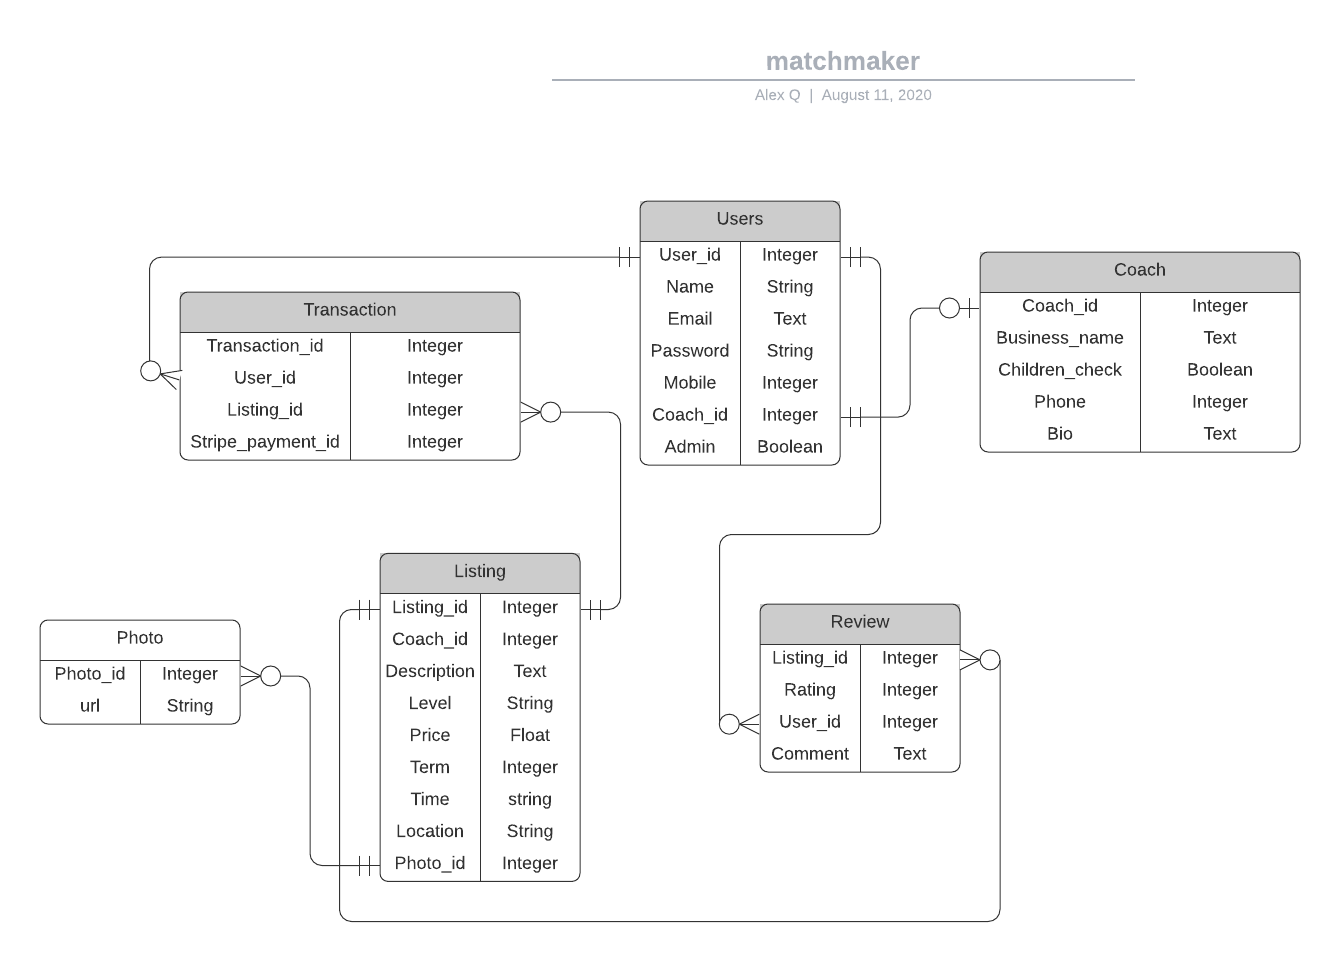 matchmaker
Alex Q | August 11, 2020
Users
User_id Integer
Name String
Email Text
Password String
Mobile Integer
Coach_id Integer
Admin Boolean
Coach
Coach_id Integer
Business_name Text
Children_check Boolean
Phone Integer
Bio Text
Transaction
Transaction_id Integer
User_id Integer
Listing_id Integer
Stripe_payment_id Integer
Listing
Listing_id Integer
Coach_id Integer
Description Text
Level String
Price Float
Term Integer
Time string
Location String
Photo_id Integer
Photo
Photo_id Integer
url String
Review
Listing_id Integer
Rating Integer
User_id Integer
Comment Text